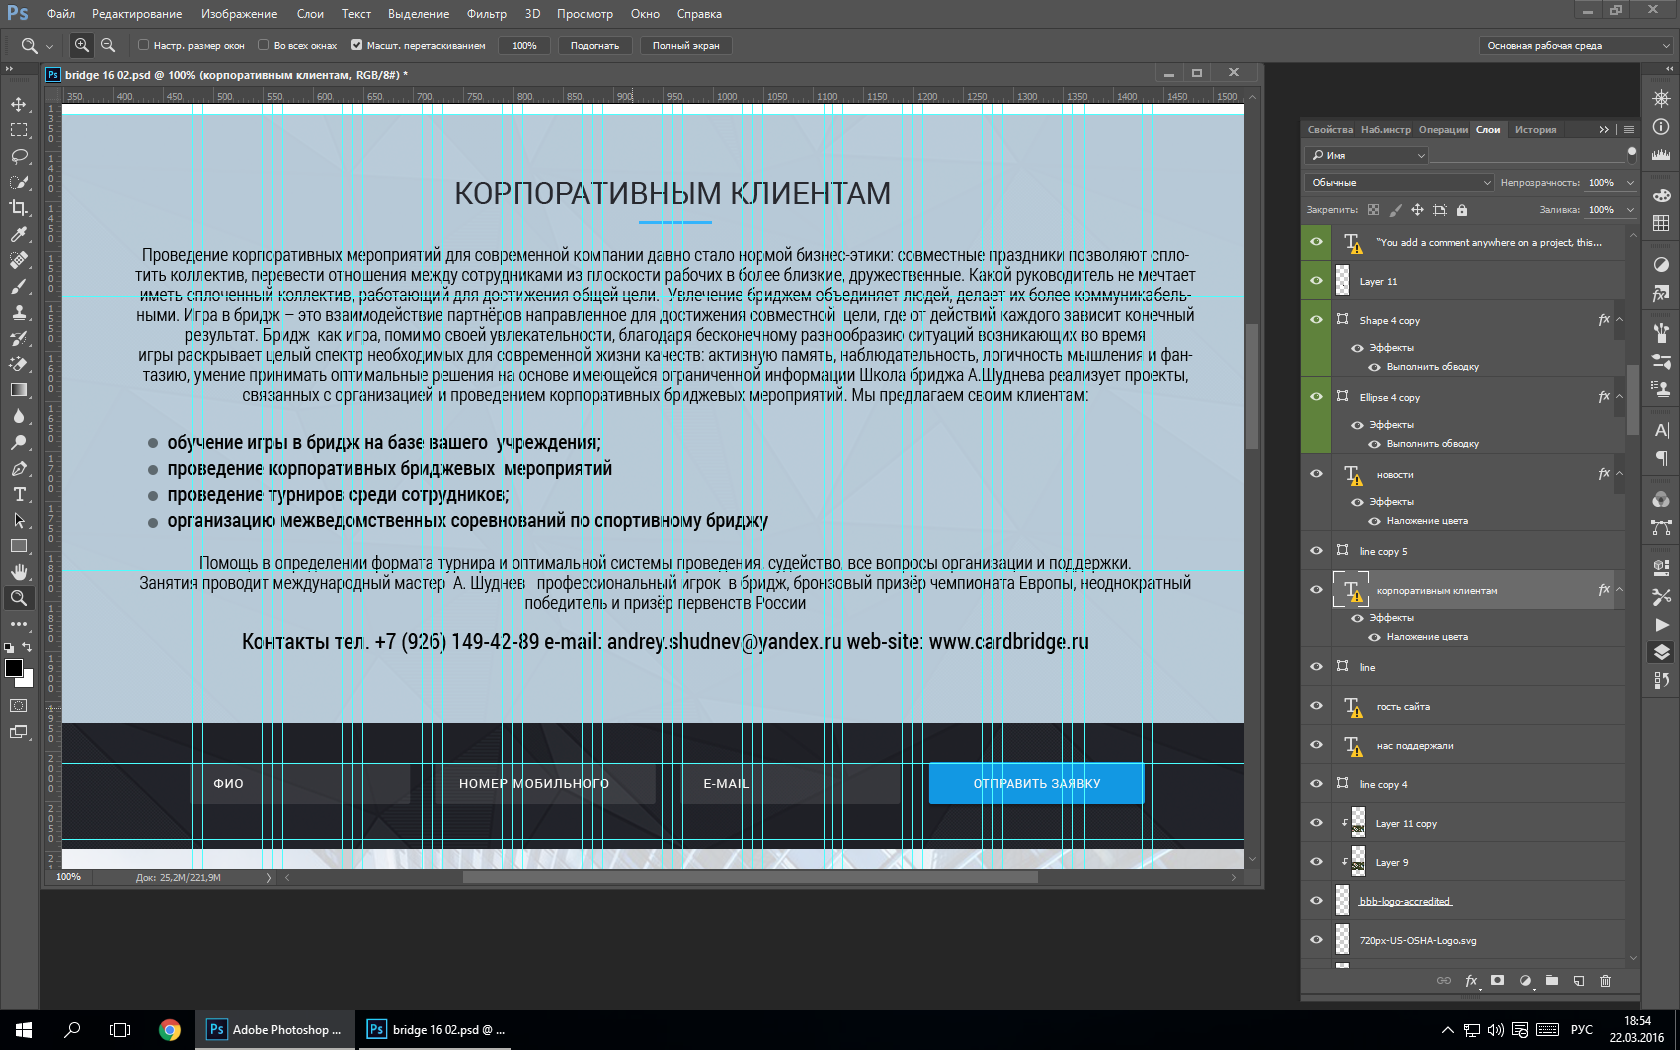 Ps Файл Редактирование Изображение Слои Текст Выделение Фильтр 3D Просмотр Окно Справка
Настр. размер окон Во всех окнах Масшт. перетаскиванием 100% Подогнать Полный экран Основная рабочая среда
Ps bridge 16 02.psd @ 100% (корпоративным клиентам, RGB/8#) *
350 400 450 500 550 600 650 700 750 800 850 900 950 1000 1050 1100 1150 1200 1250 1300 1350 1400 1450 1500
КОРПОРАТИВНЫМ КЛИЕНТАМ
Проведение корпоративных мероприятий для современной компании давно стало нормой бизнес-этики: совместные праздники позволяют спло-
тить коллектив, перевести отношения между сотрудниками из плоскости рабочих в более близкие, дружественные. Какой руководитель не мечтает
иметь сплоченный коллектив, работающий для достижения общей цели. Увлечение бриджем объединяет людей, делает их более коммуникабель-
ными. Игра в бридж – это взаимодействие партнёров направленное для достижения совместной цели, где от действий каждого зависит конечный
результат. Бридж как игра, помимо своей увлекательности, благодаря бесконечному разнообразию ситуаций возникающих во время
игры раскрывает целый спектр необходимых для современной жизни качеств: активную память, наблюдательность, логичность мышления и фан-
тазию, умение принимать оптимальные решения на основе имеющейся ограниченной информации Школа бриджа А.Шуднева реализует проекты,
связанных с организацией и проведением корпоративных бриджевых мероприятий. Мы предлагаем своим клиентам:
обучение игры в бридж на базе вашего учреждения;
проведение корпоративных бриджевых мероприятий
проведение турниров среди сотрудников;
организацию межведомственных соревнований по спортивному бриджу
Помощь в определении формата турнира и оптимальной системы проведения, судейство, все вопросы организации и поддержки.
Занятия проводит международный мастер А. Шуднев профессиональный игрок в бридж, бронзовый призёр чемпионата Европы, неоднократный
победитель и призёр первенств России
Контакты тел. +7 (926) 149-42-89 e-mail: andrey.shudnev@yandex.ru web-site: www.cardbridge.ru
ФИО НОМЕР МОБИЛЬНОГО E-MAIL ОТПРАВИТЬ ЗАЯВКУ
100% Док: 25,2M/221,9M
Свойства Наб.инстр Операции Слои История
Имя
Обычные Непрозрачность: 100%
Закрепить: Заливка: 100%
"You add a comment anywhere on a project, this...
Layer 11
Shape 4 copy fx
Эффекты
Выполнить обводку
Ellipse 4 copy fx
Эффекты
Выполнить обводку
новости fx
Эффекты
Наложение цвета
line copy 5
корпоративным клиентам fx
Эффекты
Наложение цвета
line
гость сайта
нас поддержали
line copy 4
Layer 11 copy
Layer 9
bbb-logo-accredited
720px-US-OSHA-Logo.svg
fx
Ps Adobe Photoshop ... Ps bridge 16 02.psd @ ... РУС 18:54
22.03.2016